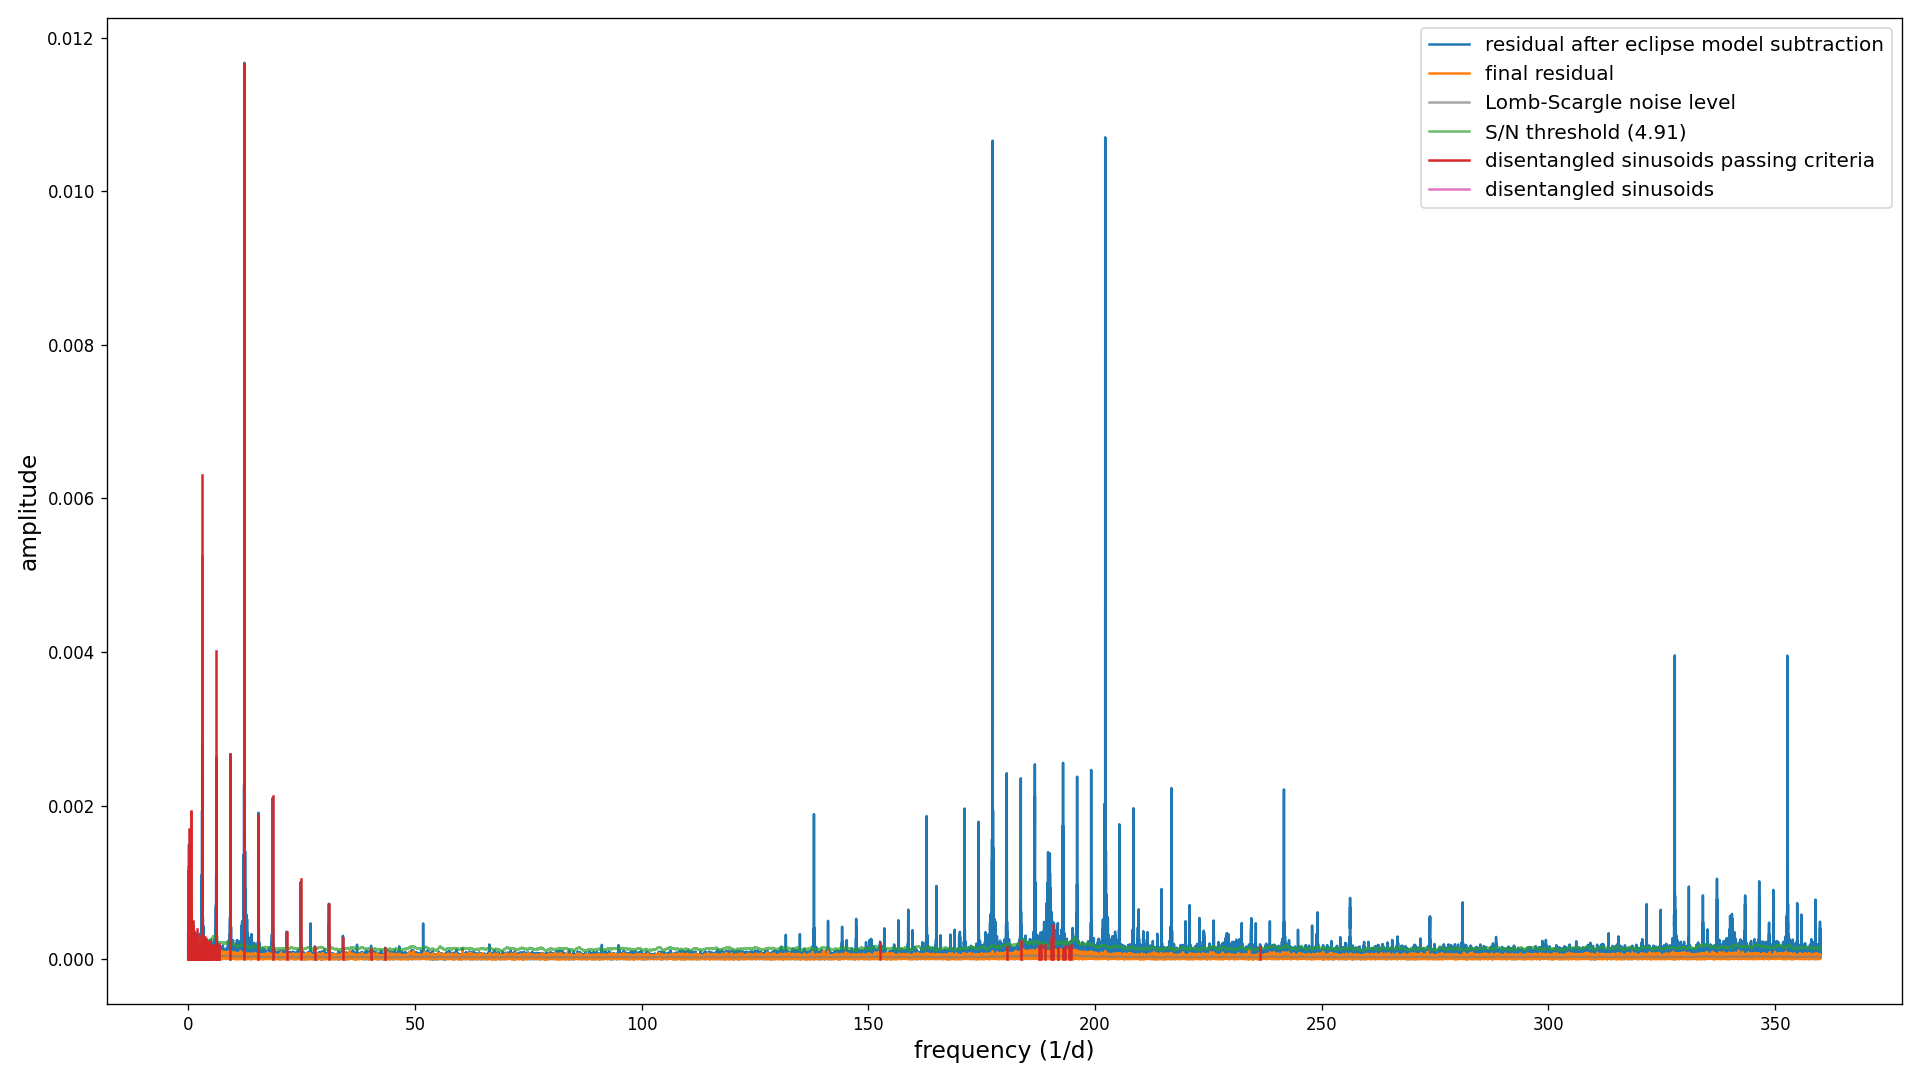 0.012
0.010
0.008
0.006
0.004
0.002
0.000
amplitude
residual after eclipse model subtraction
final residual
Lomb-Scargle noise level
S/N threshold (4.91)
disentangled sinusoids passing criteria
disentangled sinusoids
0 50 100 150 200 250 300 350
frequency (1/d)